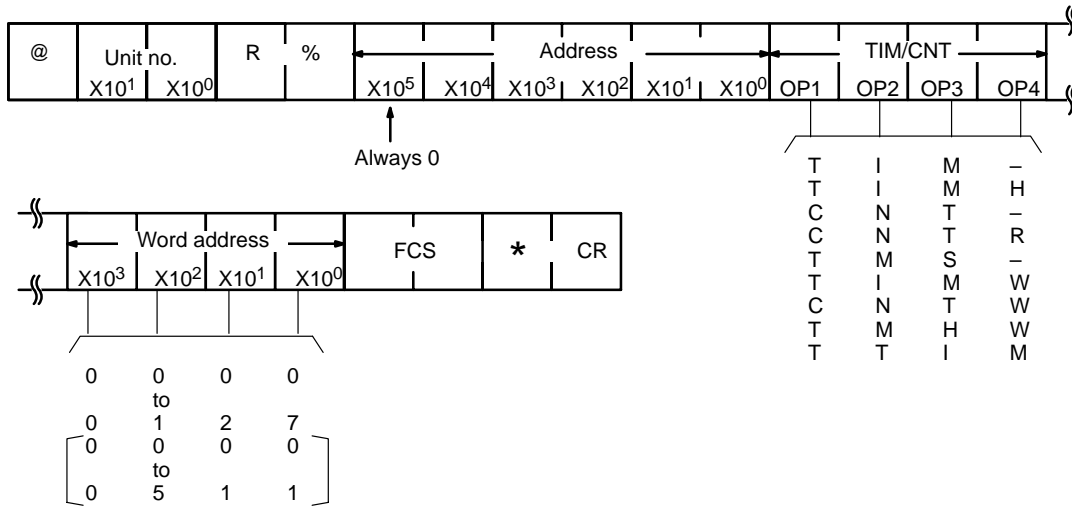 @ Unit no. R % Address TIM/CNT
X10¹ X10⁰ X10⁵ X10⁴ X10³ X10² X10¹ X10⁰ OP1 OP2 OP3 OP4
Always 0
T I M –
T I M H
C N T –
C N T R
T M S –
T I M W
C N T W
T M H W
T T I M
Word address FCS * CR
X10³ X10² X10¹ X10⁰
0 0 0 0
to
0 1 2 7
0 0 0 0
to
0 5 1 1